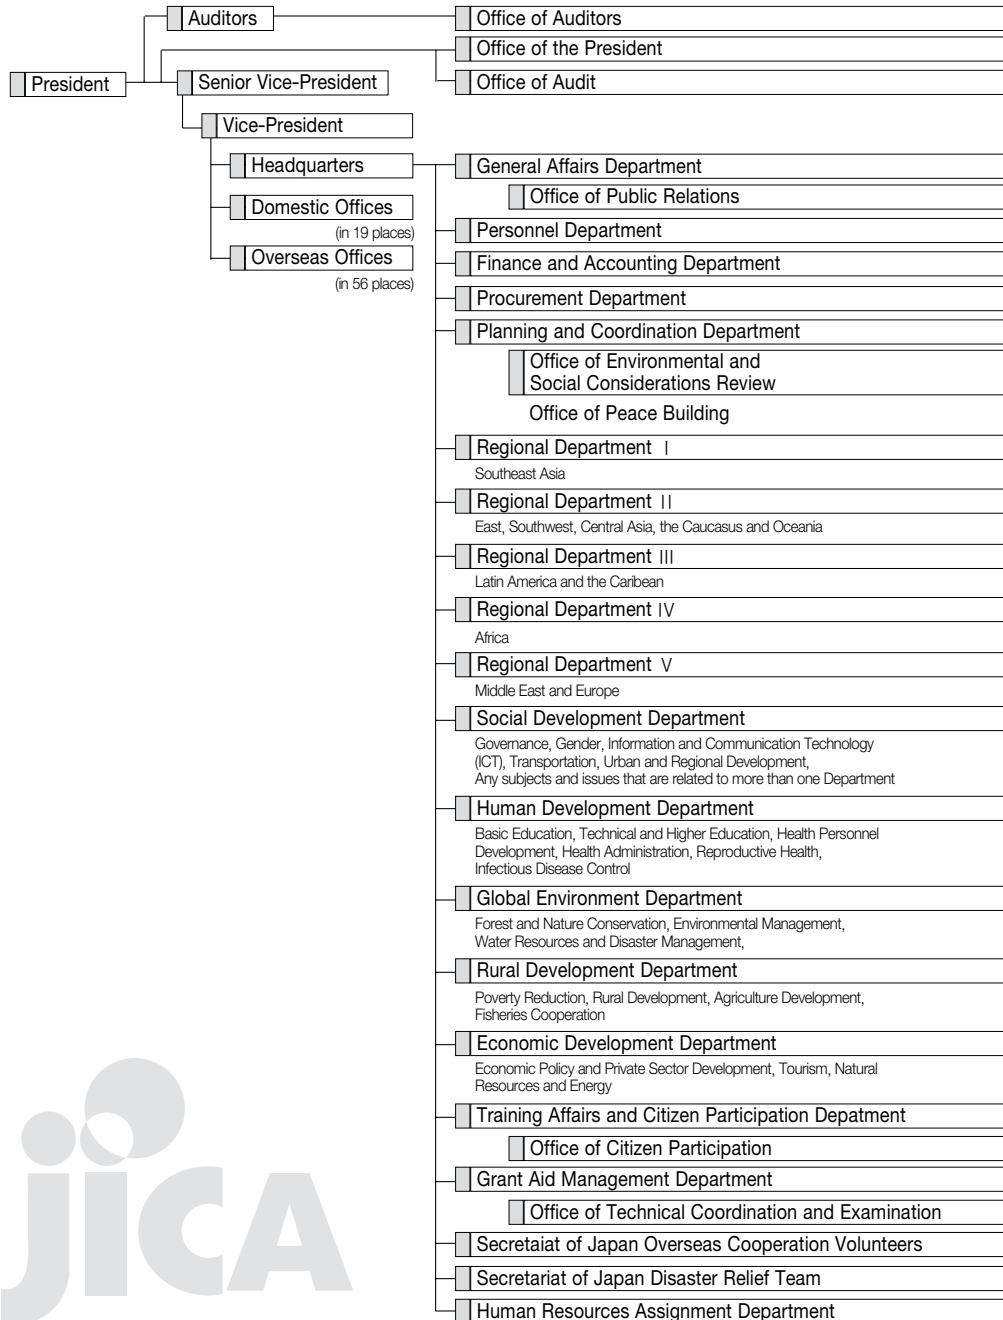 Auditors
Office of Auditors
Office of the President
President
Senior Vice-President
Office of Audit
Vice-President
Headquarters
General Affairs Department
Office of Public Relations
Domestic Offices
(in 19 places)
Personnel Department
Overseas Offices
(in 56 places)
Finance and Accounting Department
Procurement Department
Planning and Coordination Department
Office of Environmental and
Social Considerations Review
Office of Peace Building
Regional Department I
Southeast Asia
Regional Department II
East, Southwest, Central Asia, the Caucasus and Oceania
Regional Department III
Latin America and the Caribean
Regional Department IV
Africa
Regional Department V
Middle East and Europe
Social Development Department
Governance, Gender, Information and Communication Technology
(ICT), Transportation, Urban and Regional Development,
Any subjects and issues that are related to more than one Department
Human Development Department
Basic Education, Technical and Higher Education, Health Personnel
Development, Health Administration, Reproductive Health,
Infectious Disease Control
Global Environment Department
Forest and Nature Conservation, Environmental Management,
Water Resources and Disaster Management,
Rural Development Department
Poverty Reduction, Rural Development, Agriculture Development,
Fisheries Cooperation
Economic Development Department
Economic Policy and Private Sector Development, Tourism, Natural
Resources and Energy
Training Affairs and Citizen Participation Depatment
Office of Citizen Participation
Grant Aid Management Department
Office of Technical Coordination and Examination
Secretaiat of Japan Overseas Cooperation Volunteers
Secretariat of Japan Disaster Relief Team
Human Resources Assignment Department
jICA